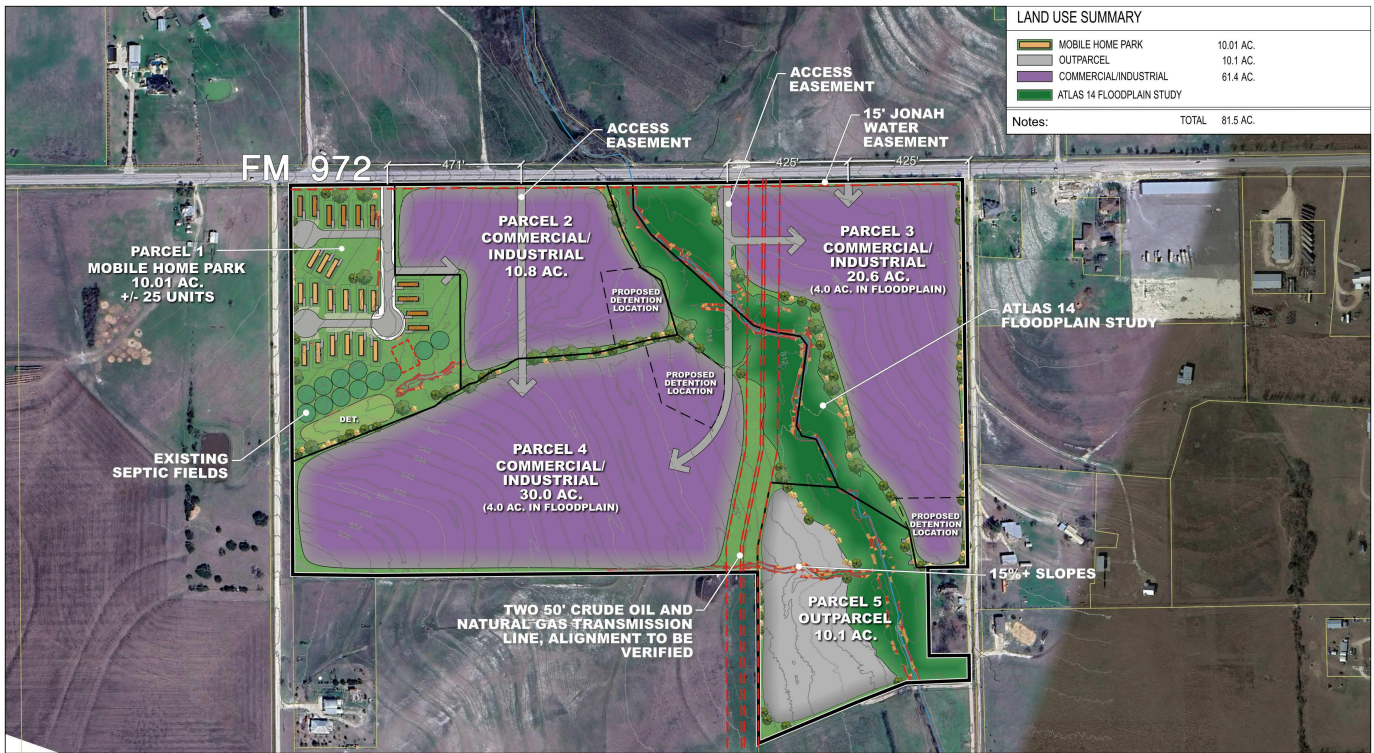 LAND USE SUMMARY
MOBILE HOME PARK 10.01 AC.
OUTPARCEL 10.1 AC.
COMMERCIAL/INDUSTRIAL 61.4 AC.
ATLAS 14 FLOODPLAIN STUDY
Notes: TOTAL 81.5 AC.
ACCESS
EASEMENT
15' JONAH
WATER
EASEMENT
ACCESS
EASEMENT
FM 972
471'
425'
425'
PARCEL 1
MOBILE HOME PARK
10.01 AC.
+/- 25 UNITS
PARCEL 2
COMMERCIAL/
INDUSTRIAL
10.8 AC.
PARCEL 3
COMMERCIAL/
INDUSTRIAL
20.6 AC.
(4.0 AC. IN FLOODPLAIN)
PROPOSED
DETENTION
LOCATION
ATLAS 14
FLOODPLAIN STUDY
PROPOSED
DETENTION
LOCATION
DET.
EXISTING
SEPTIC FIELDS
PARCEL 4
COMMERCIAL/
INDUSTRIAL
30.0 AC.
(4.0 AC. IN FLOODPLAIN)
PROPOSED
DETENTION
LOCATION
15%+ SLOPES
PARCEL 5
OUTPARCEL
10.1 AC.
TWO 50' CRUDE OIL AND
NATURAL GAS TRANSMISSION
LINE, ALIGNMENT TO BE
VERIFIED